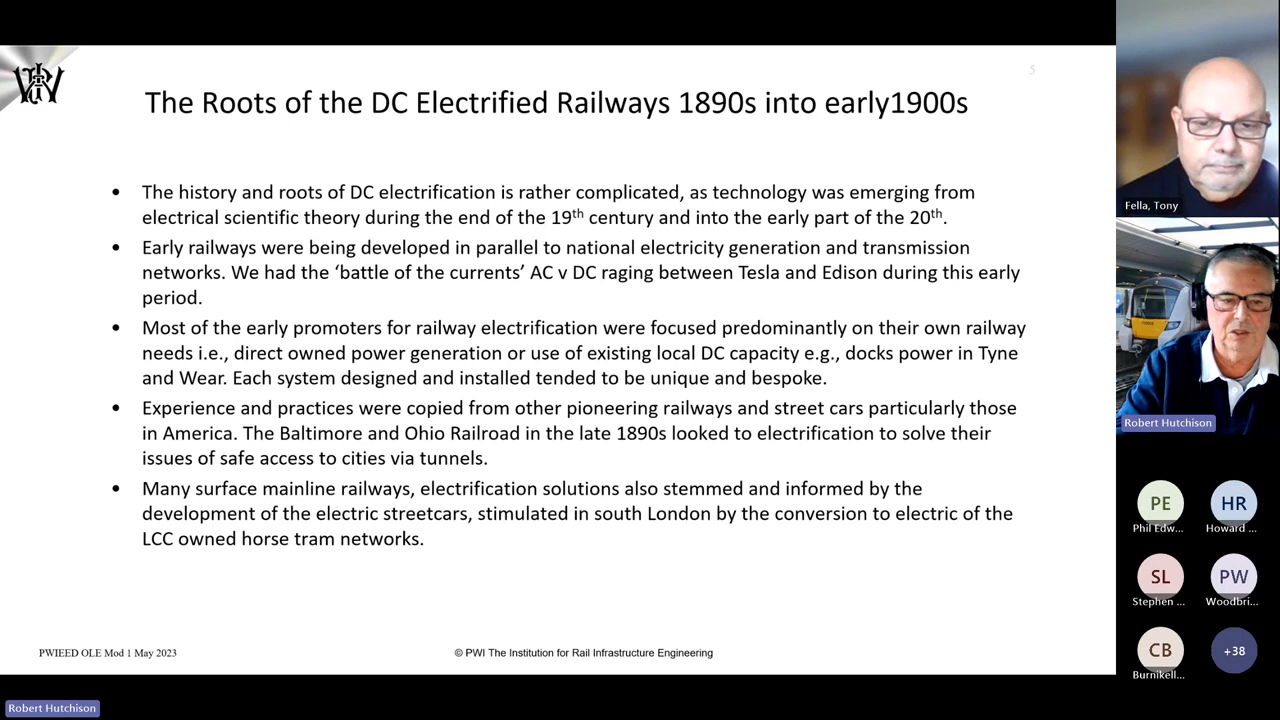 5
The Roots of the DC Electrified Railways 1890s into early1900s
• The history and roots of DC electrification is rather complicated, as technology was emerging from
electrical scientific theory during the end of the 19th century and into the early part of the 20th.
• Early railways were being developed in parallel to national electricity generation and transmission
networks. We had the ‘battle of the currents’ AC v DC raging between Tesla and Edison during this early
period.
• Most of the early promoters for railway electrification were focused predominantly on their own railway
needs i.e., direct owned power generation or use of existing local DC capacity e.g., docks power in Tyne
and Wear. Each system designed and installed tended to be unique and bespoke.
• Experience and practices were copied from other pioneering railways and street cars particularly those
in America. The Baltimore and Ohio Railroad in the late 1890s looked to electrification to solve their
issues of safe access to cities via tunnels.
• Many surface mainline railways, electrification solutions also stemmed and informed by the
development of the electric streetcars, stimulated in south London by the conversion to electric of the
LCC owned horse tram networks.
PWIEED OLE Mod 1 May 2023
© PWI The Institution for Rail Infrastructure Engineering
Robert Hutchison
Fella, Tony
Robert Hutchison
PE
HR
Phil Edw...
Howard ...
SL
PW
Stephen ...
Woodbri...
CB
+38
Burnikell...